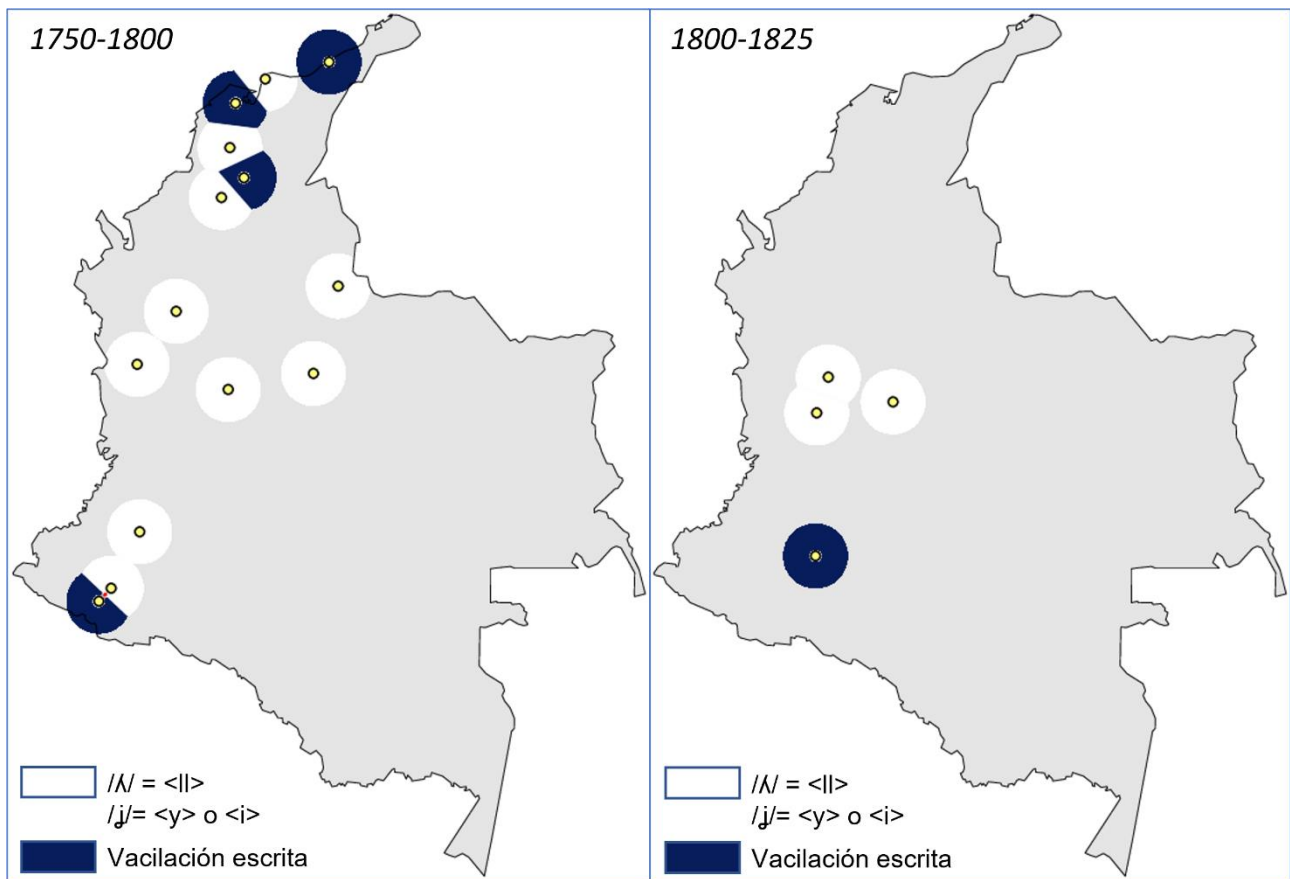 1750-1800
/ʎ/ = <ll>
/ʝ/= <y> o <i>
Vacilación escrita
1800-1825
/ʎ/ = <ll>
/ʝ/= <y> o <i>
Vacilación escrita